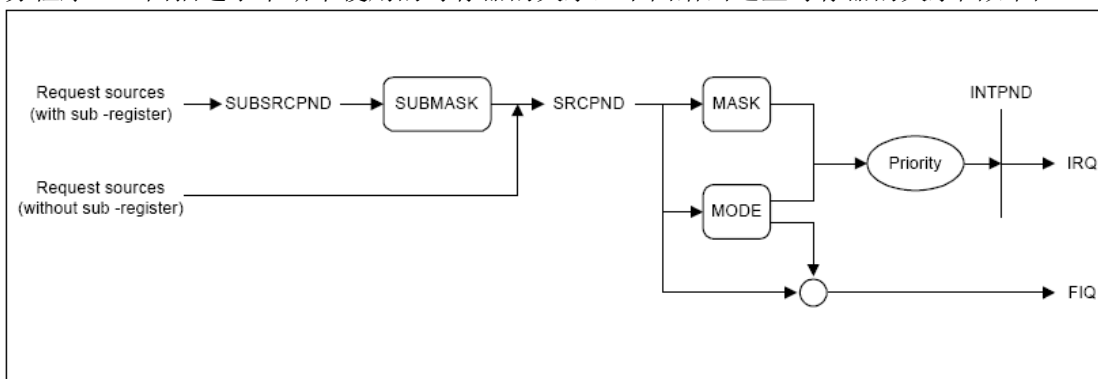 Request sources
(with sub -register)
SUBSRCPND
SUBMASK
SRCPND
MASK
INTPND
Priority
IRQ
Request sources
(without sub -register)
MODE
FIQ